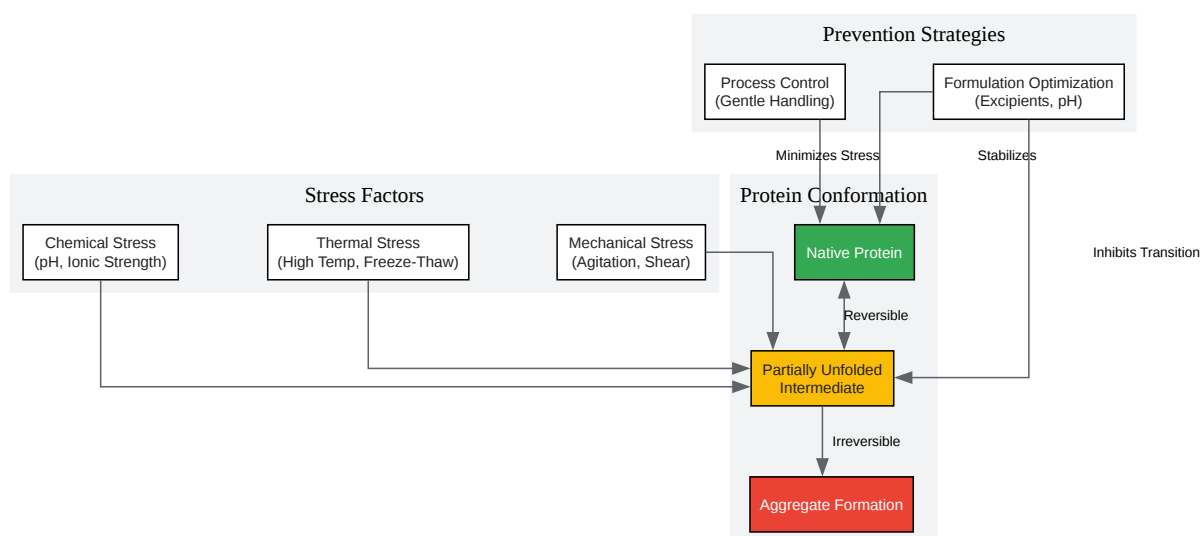 Prevention Strategies
Process Control
(Gentle Handling)
Formulation Optimization
(Excipients, pH)
Minimizes Stress
Stabilizes
Stress Factors
Protein Conformation
Chemical Stress
(pH, Ionic Strength)
Thermal Stress
(High Temp, Freeze-Thaw)
Mechanical Stress
(Agitation, Shear)
Native Protein
Inhibits Transition
Reversible
Partially Unfolded
Intermediate
Irreversible
Aggregate Formation